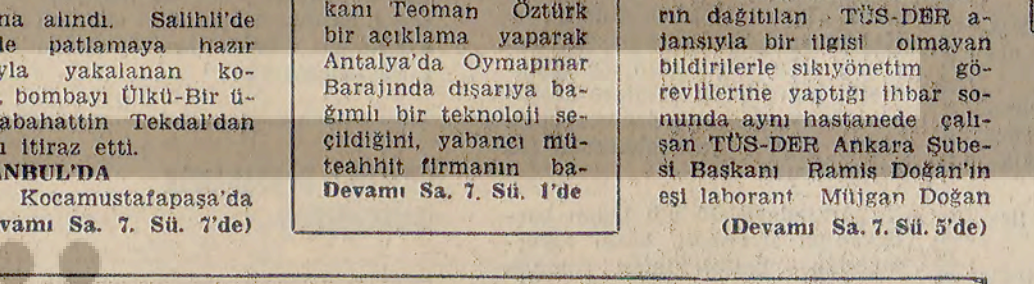 na alındı. Salihli'de
le patlamaya hazır
yla yakalanan ko-
, bombayı Ülkü-Bir ü-
abahattin Tekdal'dan
ı itiraz etti.
NBUL'DA
Kocamustafapaşa'da
vamı Sa. 7. Sü. 7'de)
kanı Teoman Öztürk
bir açıklama yaparak
Antalya'da Oymapınar
Barajında dışarıya ba-
ğımlı bir teknoloji se-
çildiğini, yabancı mü-
teahhit firmanın ba-
Devamı Sa. 7. Sü. 1'de
rın dağıtılan TÜS-DER a-
jansıyla bir ilgisi olmayan
bildirilerle sıkıyönetim gö-
revlilerine yaptığı ihbar so-
nunda aynı hastanede çalı-
şan TÜS-DER Ankara Şube-
si Başkanı Ramis Doğan'ın
eşi laborant Müjgan Doğan
(Devamı Sa. 7. Sü. 5'de)